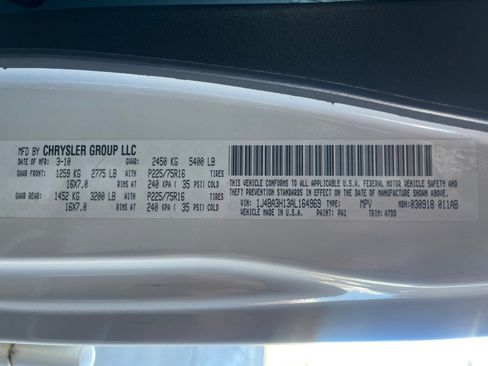 MFD BY CHRYSLER GROUP LLC
DATE OF MFR: 3-10 GVWR: 2450 KG 5400 LB
GAWR FRONT: 1259 KG 2775 LB WITH P225/75R16 TIRES
16X7.0 RIMS AT 240 KPA ( 35 PSI) COLD
GAWR REAR: 1452 KG 3200 LB WITH P225/75R16 TIRES
16X7.0 RIMS AT 240 KPA ( 35 PSI) COLD
THIS VEHICLE CONFORMS TO ALL APPLICABLE U.S.A. FEDERAL MOTOR VEHICLE SAFETY AND
THEFT PREVENTION STANDARDS IN EFFECT ON THE DATE OF MANUFACTURE SHOWN ABOVE.
VIN: 1J4BA3H13AL164969 TYPE: MPV MDH:030918 011AB
VEHICLE MADE IN U.S.A. PAINT: PW1 TRIM: A7DD